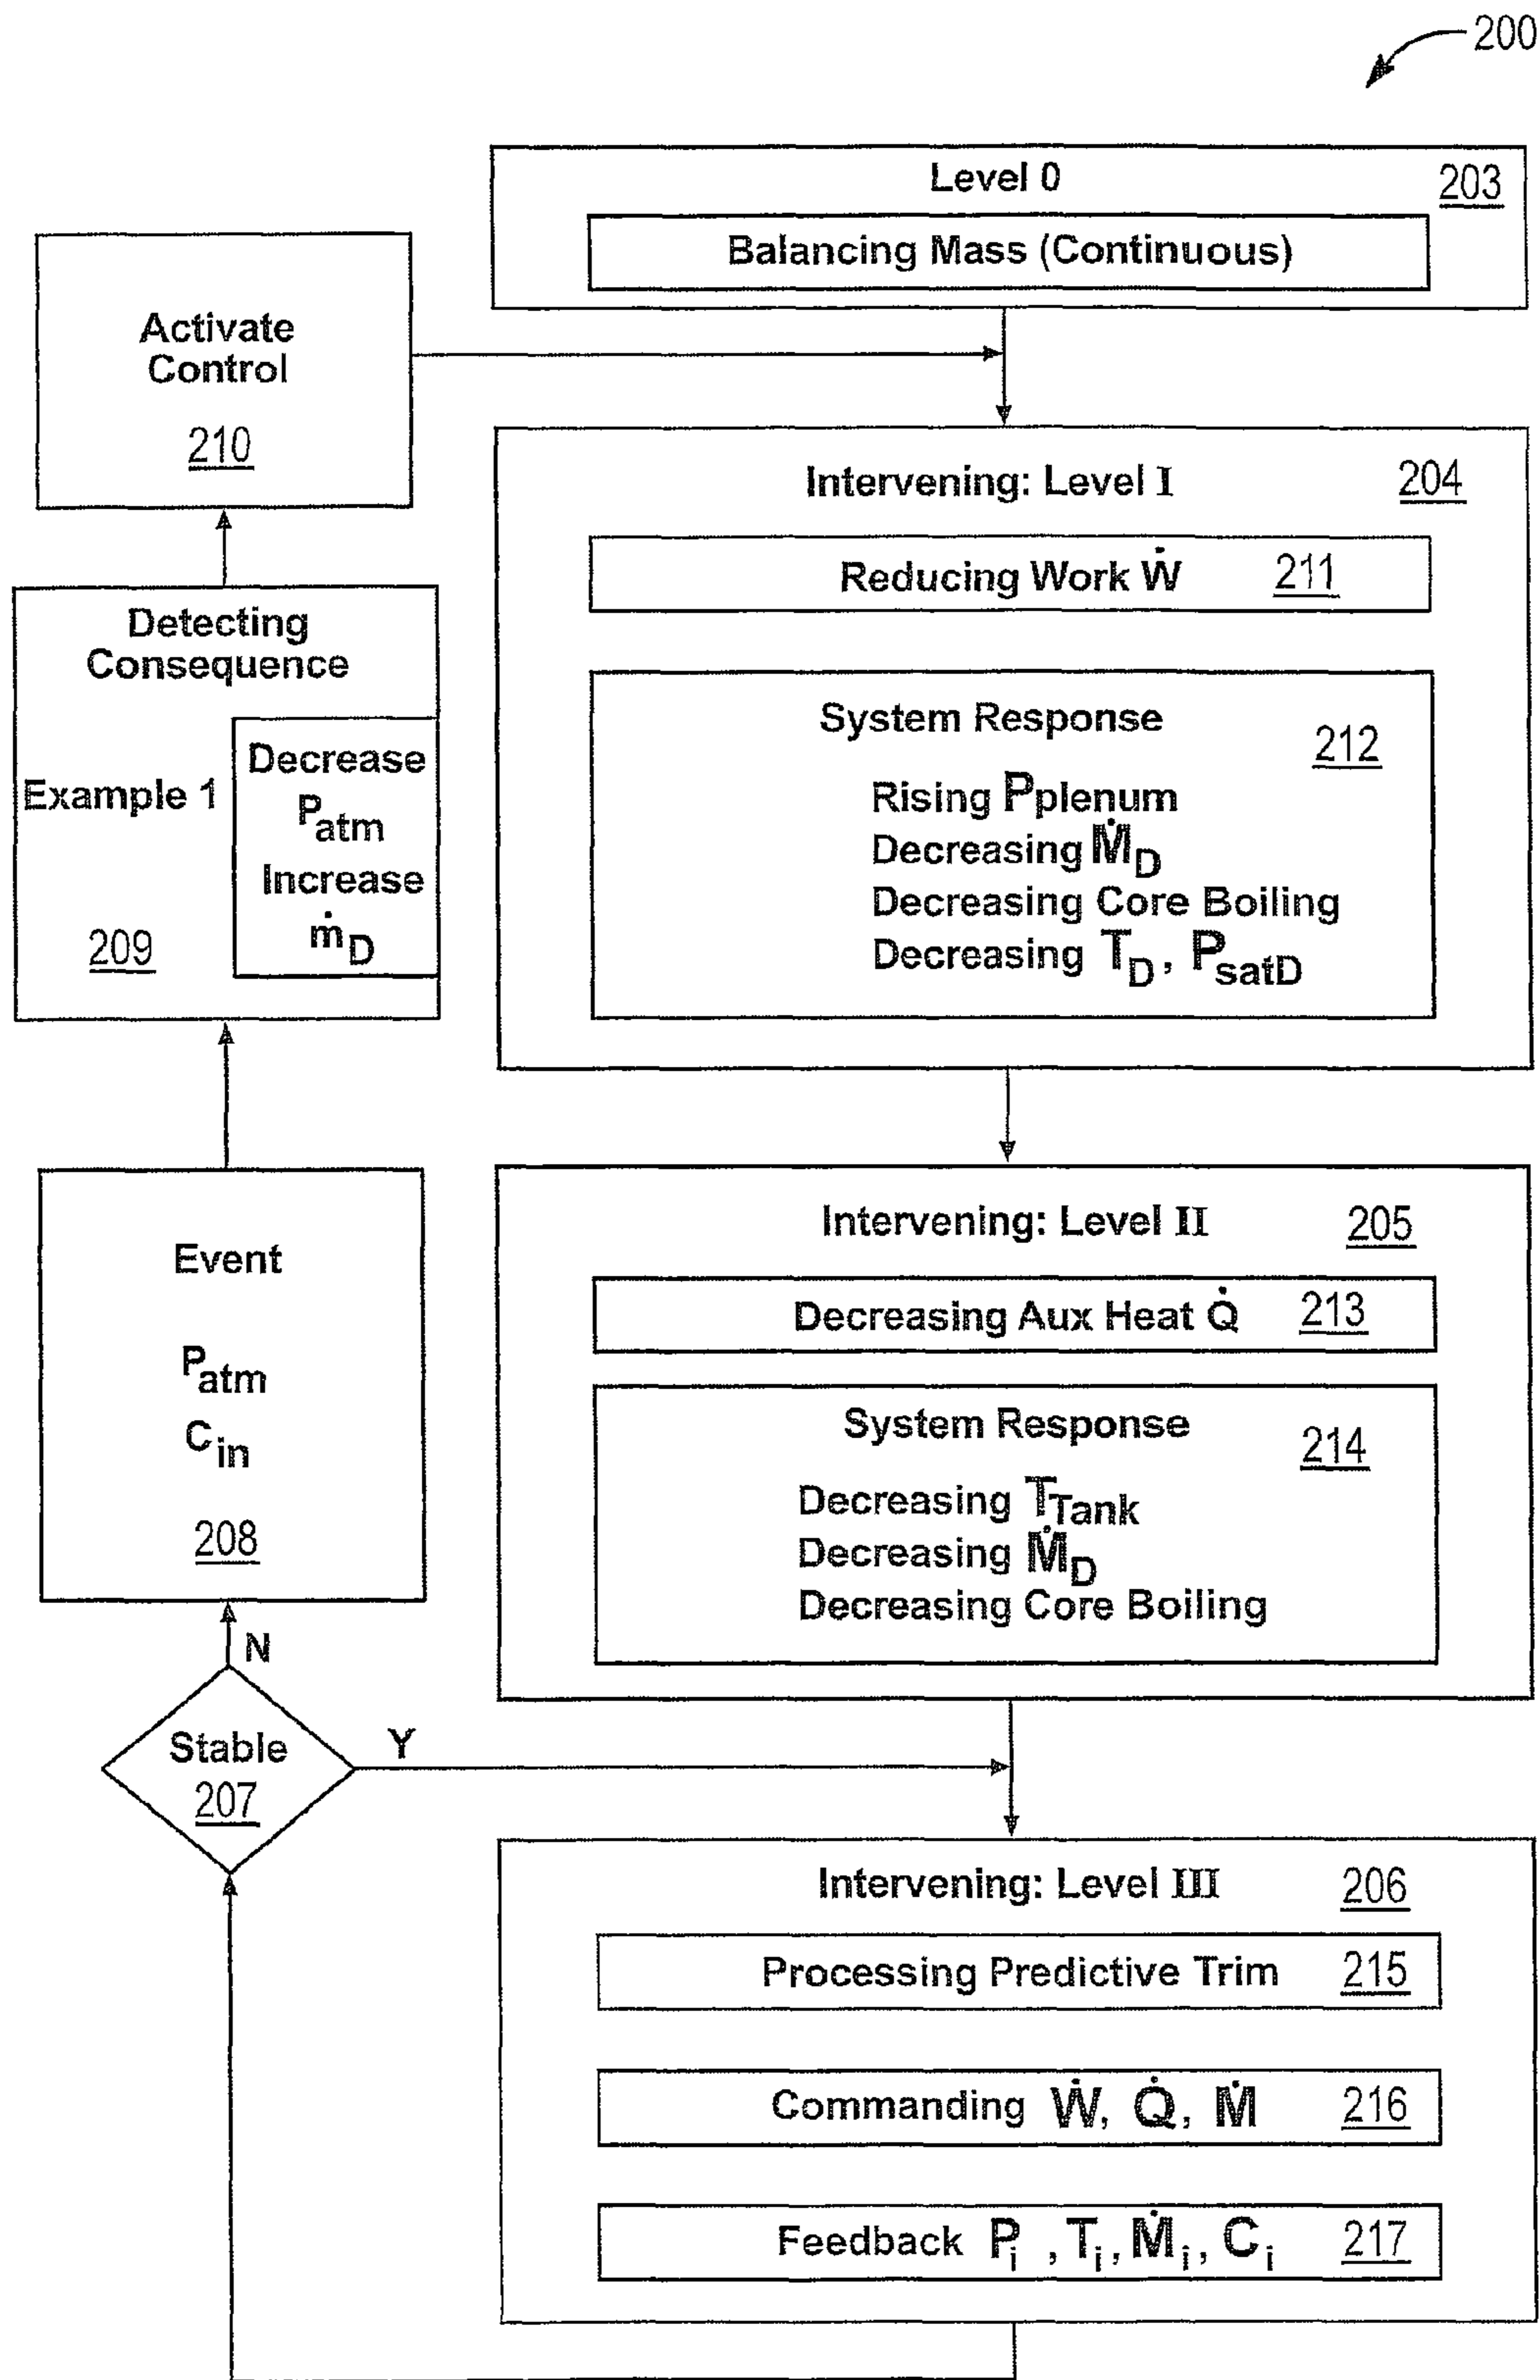 200
Level 0
203
Balancing Mass (Continuous)
Activate
Control
210
Intervening: Level I
204
Reducing Work Ẇ
211
System Response
212
Rising Pplenum
Decreasing ṀD
Decreasing Core Boiling
Decreasing TD, PsatD
Detecting
Consequence
Example 1
209
Decrease
Patm
Increase
ṁD
Intervening: Level II
205
Decreasing Aux Heat Q̇
213
System Response
214
Decreasing TTank
Decreasing ṀD
Decreasing Core Boiling
Event
Patm
Cin
208
N
Stable
207
Y
Intervening: Level III
206
Processing Predictive Trim
215
Commanding Ẇ, Q̇, Ṁ
216
Feedback Pi , Ti, Ṁi, Ci
217